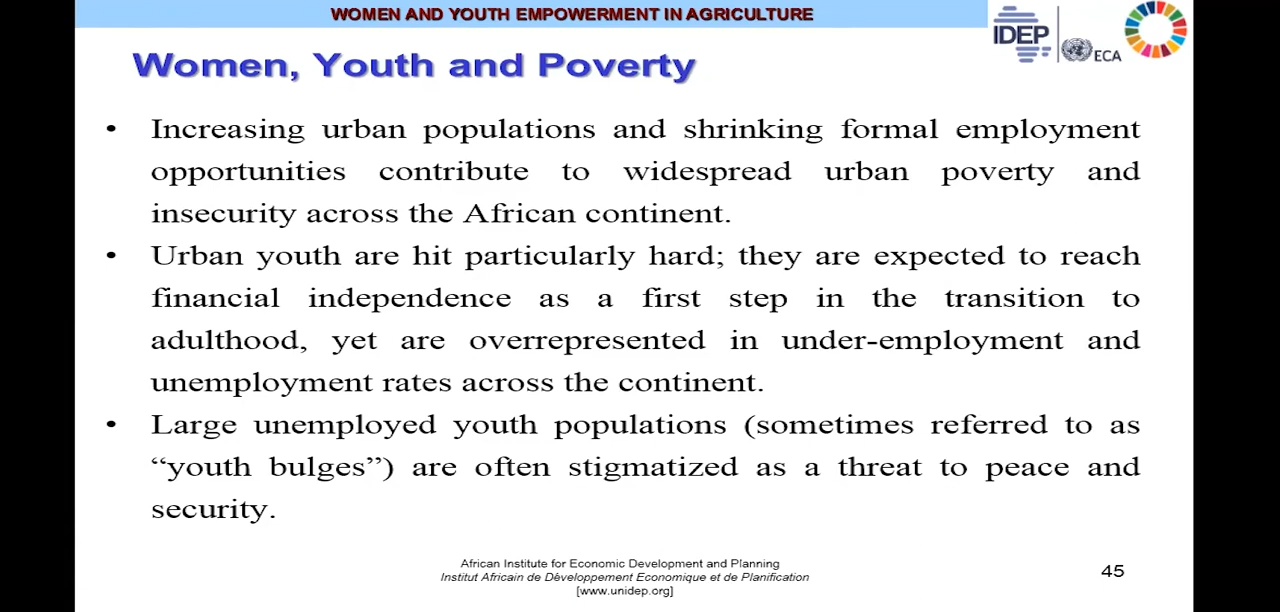 WOMEN AND YOUTH EMPOWERMENT IN AGRICULTURE
IDEP
ECA
Women, Youth and Poverty
• Increasing urban populations and shrinking formal employment
opportunities contribute to widespread urban poverty and
insecurity across the African continent.
• Urban youth are hit particularly hard; they are expected to reach
financial independence as a first step in the transition to
adulthood, yet are overrepresented in under-employment and
unemployment rates across the continent.
• Large unemployed youth populations (sometimes referred to as
“youth bulges”) are often stigmatized as a threat to peace and
security.
African Institute for Economic Development and Planning
Institut Africain de Développement Economique et de Planification
[www.unidep.org]
45